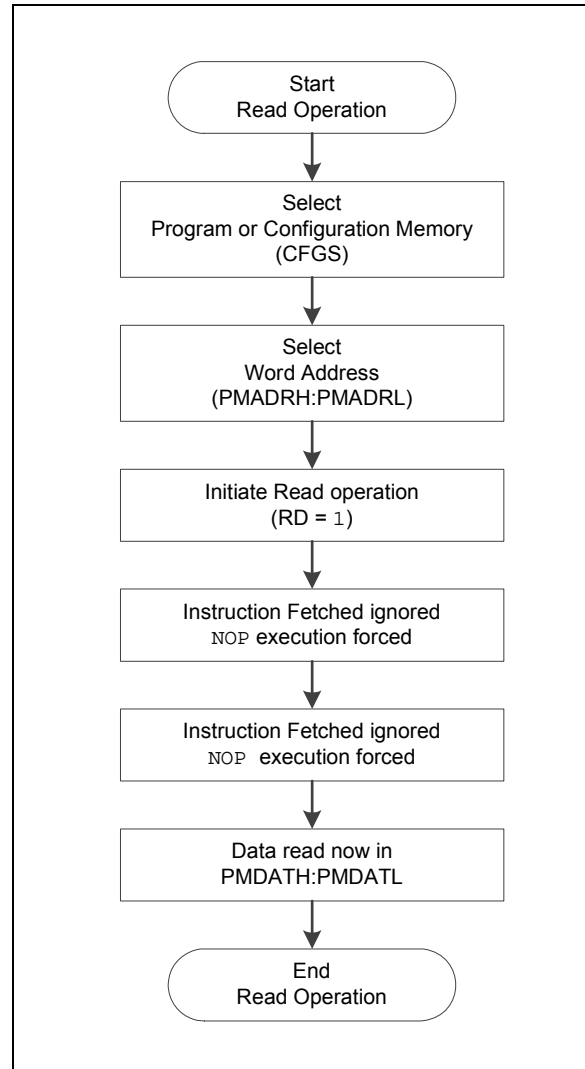 Start
Read Operation
Select
Program or Configuration Memory
(CFGS)
Select
Word Address
(PMADRH:PMADRL)
Initiate Read operation
(RD = 1)
Instruction Fetched ignored
NOP execution forced
Instruction Fetched ignored
NOP execution forced
Data read now in
PMDATH:PMDATL
End
Read Operation